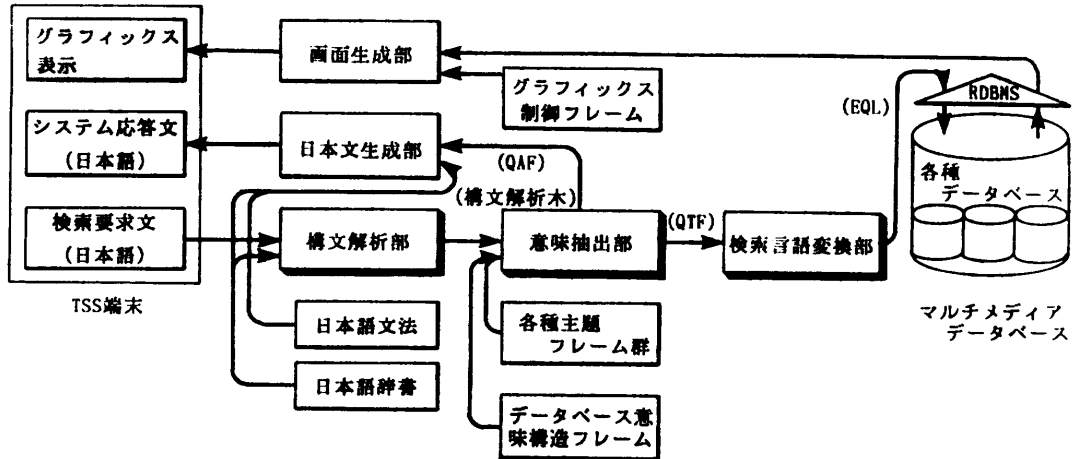 グラフィックス
表示
画面生成部
グラフィックス
制御フレーム
(EQL)
RDBMS
システム応答文
(日本語)
日本文生成部
(QAF)
(構文解析木)
各種
データベース
検索要求文
(日本語)
構文解析部
意味抽出部
(QTF)
検索言語変換部
TSS端末
日本語文法
各種主題
フレーム群
マルチメディア
データベース
日本語辞書
データベース意
味構造フレーム